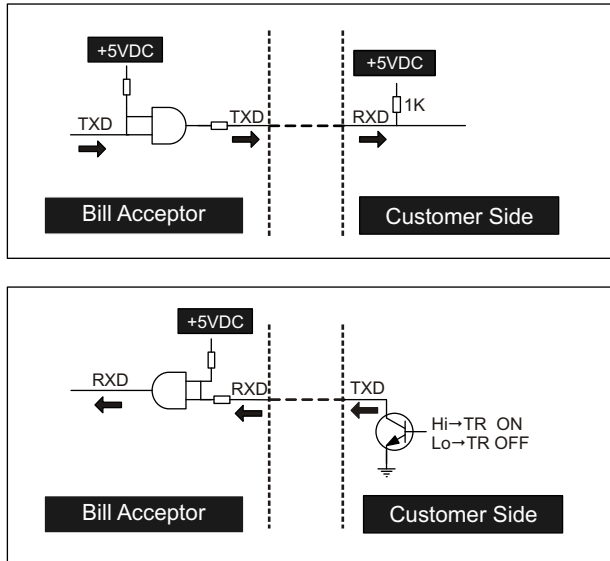 +5VDC
+5VDC
TXD
TXD
RXD
1K
Bill Acceptor
Customer Side
+5VDC
RXD
RXD
TXD
Hi→TR ON
Lo→TR OFF
Bill Acceptor
Customer Side